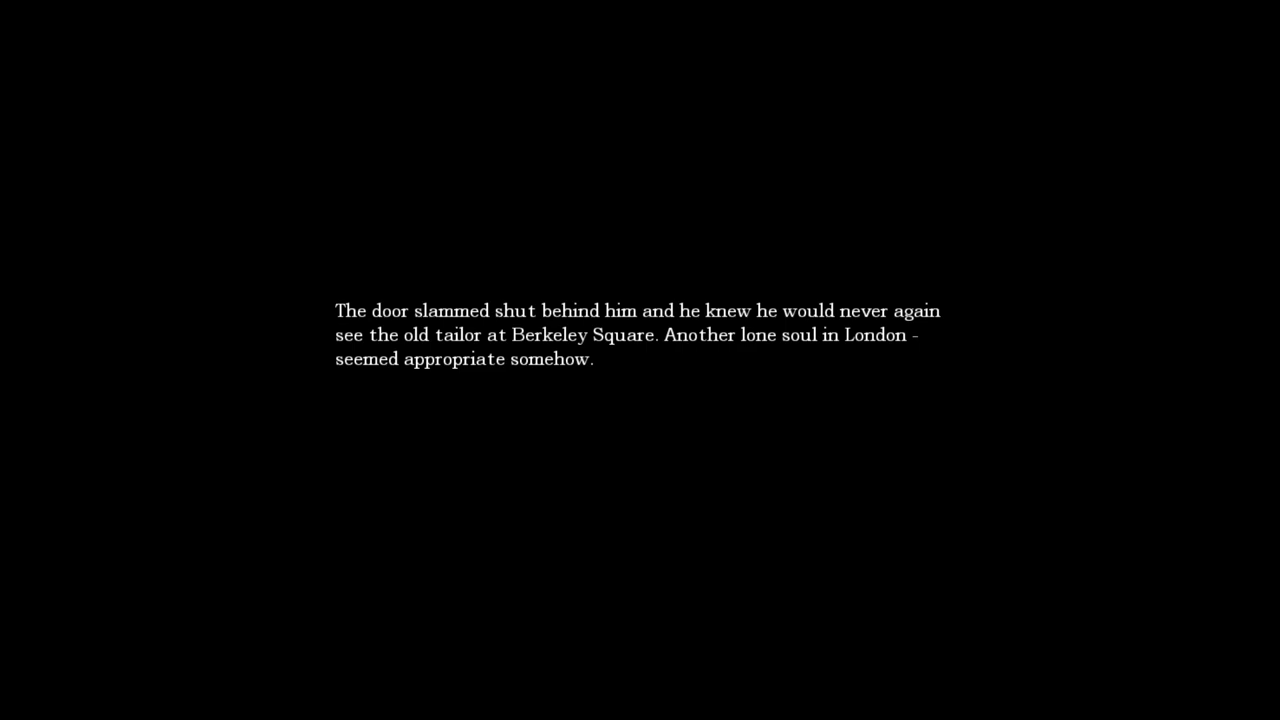 The door slammed shut behind him and he knew he would never again
see the old tailor at Berkeley Square. Another lone soul in London -
seemed appropriate somehow.